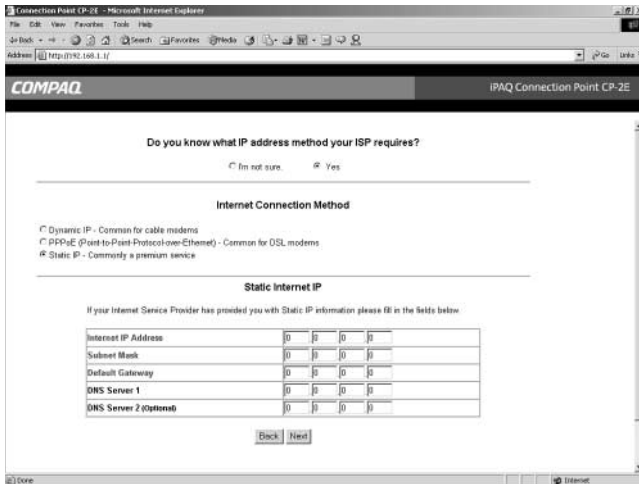 Connection Point CP-2E - Microsoft Internet Explorer
File Edit View Favorites Tools Help
Back Search Favorites Media
Address http://192.168.1.1/ Go Links
COMPAQ iPAQ Connection Point CP-2E
Do you know what IP address method your ISP requires?
I'm not sure. Yes
Internet Connection Method
Dynamic IP - Common for cable modems
PPPoE (Point-to-Point-Protocol-over-Ethernet) - Common for DSL modems
Static IP - Commonly a premium service
Static Internet IP
If your Internet Service Provider has provided you with Static IP information please fill in the fields below
Internet IP Address 0 0 0 0
Subnet Mask 0 0 0 0
Default Gateway 0 0 0 0
DNS Server 1 0 0 0 0
DNS Server 2 (Optional) 0 0 0 0
Back Next
Done Internet